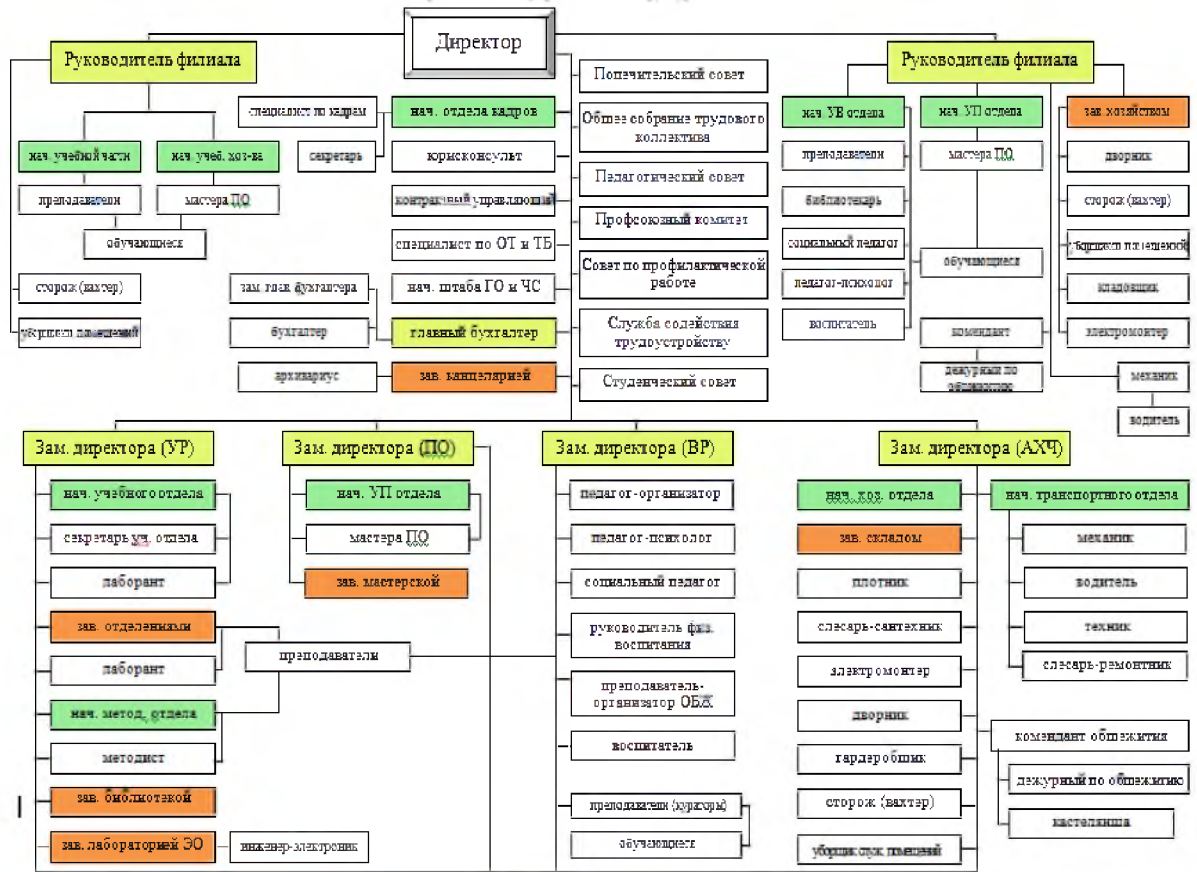 Директор
Руководитель филиала
нач. учебной части
преподаватели
нач. учеб. хоз-ва
мастера ПО
обучающиеся
сторож (вахтер)
уборщик помещений
специалист по кадрам
секретарь
нач. отдела кадров
юрисконсульт
контрактный управляющий
специалист по ОТ и ТБ
нач. штаба ГО и ЧС
зам. глав. бухгалтера
бухгалтер
главный бухгалтер
архивариус
зав. канцелярией
Попечительский совет
Общее собрание трудового
коллектива
Педагогический совет
Профсоюзный комитет
Совет по профилактической
работе
Служба содействия
трудоустройству
Студенческий совет
Руководитель филиала
нач. УВ отдела
преподаватели
библиотекарь
социальный педагог
педагог-психолог
воспитатель
нач. УП отдела
мастера ПО
обучающиеся
комендант
дежурный по
общежитию
зав. хозяйством
дворник
сторож (вахтер)
уборщик помещений
кладовщик
электромонтер
механик
водитель
Зам. директора (УР)
нач. учебного отдела
секретарь уч. отдела
лаборант
зав. отделениями
лаборант
нач. метод. отдела
методист
зав. библиотекой
зав. лабораторией ЭО
инженер-электроник
преподаватели
Зам. директора (ПО)
нач. УП отдела
мастера ПО
зав. мастерской
Зам. директора (ВР)
педагог-организатор
педагог-психолог
социальный педагог
руководитель физ.
воспитания
преподаватель-
организатор ОБЖ
воспитатель
преподаватели (кураторы)
обучающиеся
Зам. директора (АХЧ)
нач. хоз. отдела
зав. складом
плотник
слесарь-сантехник
электромонтер
дворник
гардеробщик
сторож (вахтер)
уборщик служ. помещений
нач. транспортного отдела
механик
водитель
техник
слесарь-ремонтник
комендант общежития
дежурный по общежитию
кастелянша